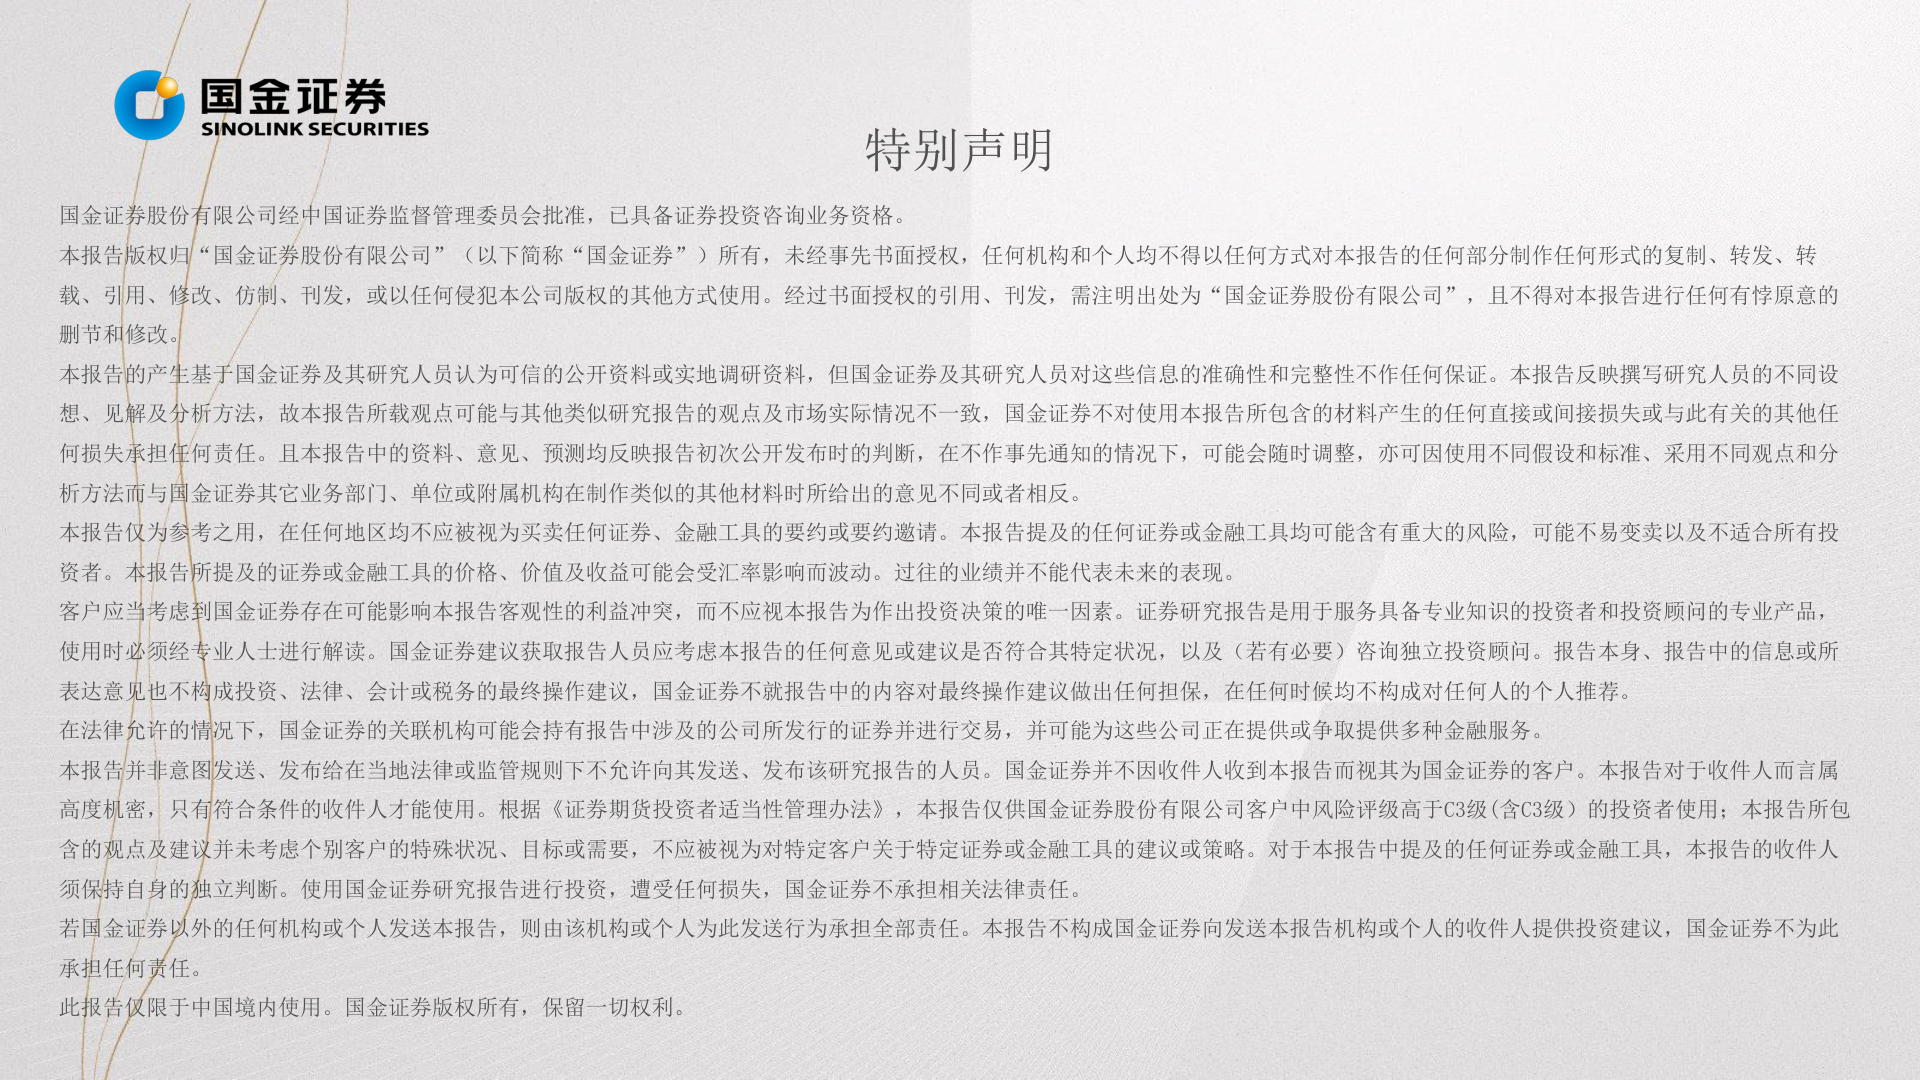 国金证券
SINOLINK SECURITIES
特别声明
国金证券股份有限公司经中国证券监督管理委员会批准，已具备证券投资咨询业务资格。
本报告版权归“国金证券股份有限公司”（以下简称“国金证券”）所有，未经事先书面授权，任何机构和个人均不得以任何方式对本报告的任何部分制作任何形式的复制、转发、转
载、引用、修改、仿制、刊发，或以任何侵犯本公司版权的其他方式使用。经过书面授权的引用、刊发，需注明出处为“国金证券股份有限公司”，且不得对本报告进行任何有悖原意的
删节和修改。
本报告的产生基于国金证券及其研究人员认为可信的公开资料或实地调研资料，但国金证券及其研究人员对这些信息的准确性和完整性不作任何保证。本报告反映撰写研究人员的不同设
想、见解及分析方法，故本报告所载观点可能与其他类似研究报告的观点及市场实际情况不一致，国金证券不对使用本报告所包含的材料产生的任何直接或间接损失或与此有关的其他任
何损失承担任何责任。且本报告中的资料、意见、预测均反映报告初次公开发布时的判断，在不作事先通知的情况下，可能会随时调整，亦可因使用不同假设和标准、采用不同观点和分
析方法而与国金证券其它业务部门、单位或附属机构在制作类似的其他材料时所给出的意见不同或者相反。
本报告仅为参考之用，在任何地区均不应被视为买卖任何证券、金融工具的要约或要约邀请。本报告提及的任何证券或金融工具均可能含有重大的风险，可能不易变卖以及不适合所有投
资者。本报告所提及的证券或金融工具的价格、价值及收益可能会受汇率影响而波动。过往的业绩并不能代表未来的表现。
客户应当考虑到国金证券存在可能影响本报告客观性的利益冲突，而不应视本报告为作出投资决策的唯一因素。证券研究报告是用于服务具备专业知识的投资者和投资顾问的专业产品，
使用时必须经专业人士进行解读。国金证券建议获取报告人员应考虑本报告的任何意见或建议是否符合其特定状况，以及（若有必要）咨询独立投资顾问。报告本身、报告中的信息或所
表达意见也不构成投资、法律、会计或税务的最终操作建议，国金证券不就报告中的内容对最终操作建议做出任何担保，在任何时候均不构成对任何人的个人推荐。
在法律允许的情况下，国金证券的关联机构可能会持有报告中涉及的公司所发行的证券并进行交易，并可能为这些公司正在提供或争取提供多种金融服务。
本报告并非意图发送、发布给在当地法律或监管规则下不允许向其发送、发布该研究报告的人员。国金证券并不因收件人收到本报告而视其为国金证券的客户。本报告对于收件人而言属
高度机密，只有符合条件的收件人才能使用。根据《证券期货投资者适当性管理办法》，本报告仅供国金证券股份有限公司客户中风险评级高于C3级(含C3级）的投资者使用；本报告所包
含的观点及建议并未考虑个别客户的特殊状况、目标或需要，不应被视为对特定客户关于特定证券或金融工具的建议或策略。对于本报告中提及的任何证券或金融工具，本报告的收件人
须保持自身的独立判断。使用国金证券研究报告进行投资，遭受任何损失，国金证券不承担相关法律责任。
若国金证券以外的任何机构或个人发送本报告，则由该机构或个人为此发送行为承担全部责任。本报告不构成国金证券向发送本报告机构或个人的收件人提供投资建议，国金证券不为此
承担任何责任。
此报告仅限于中国境内使用。国金证券版权所有，保留一切权利。